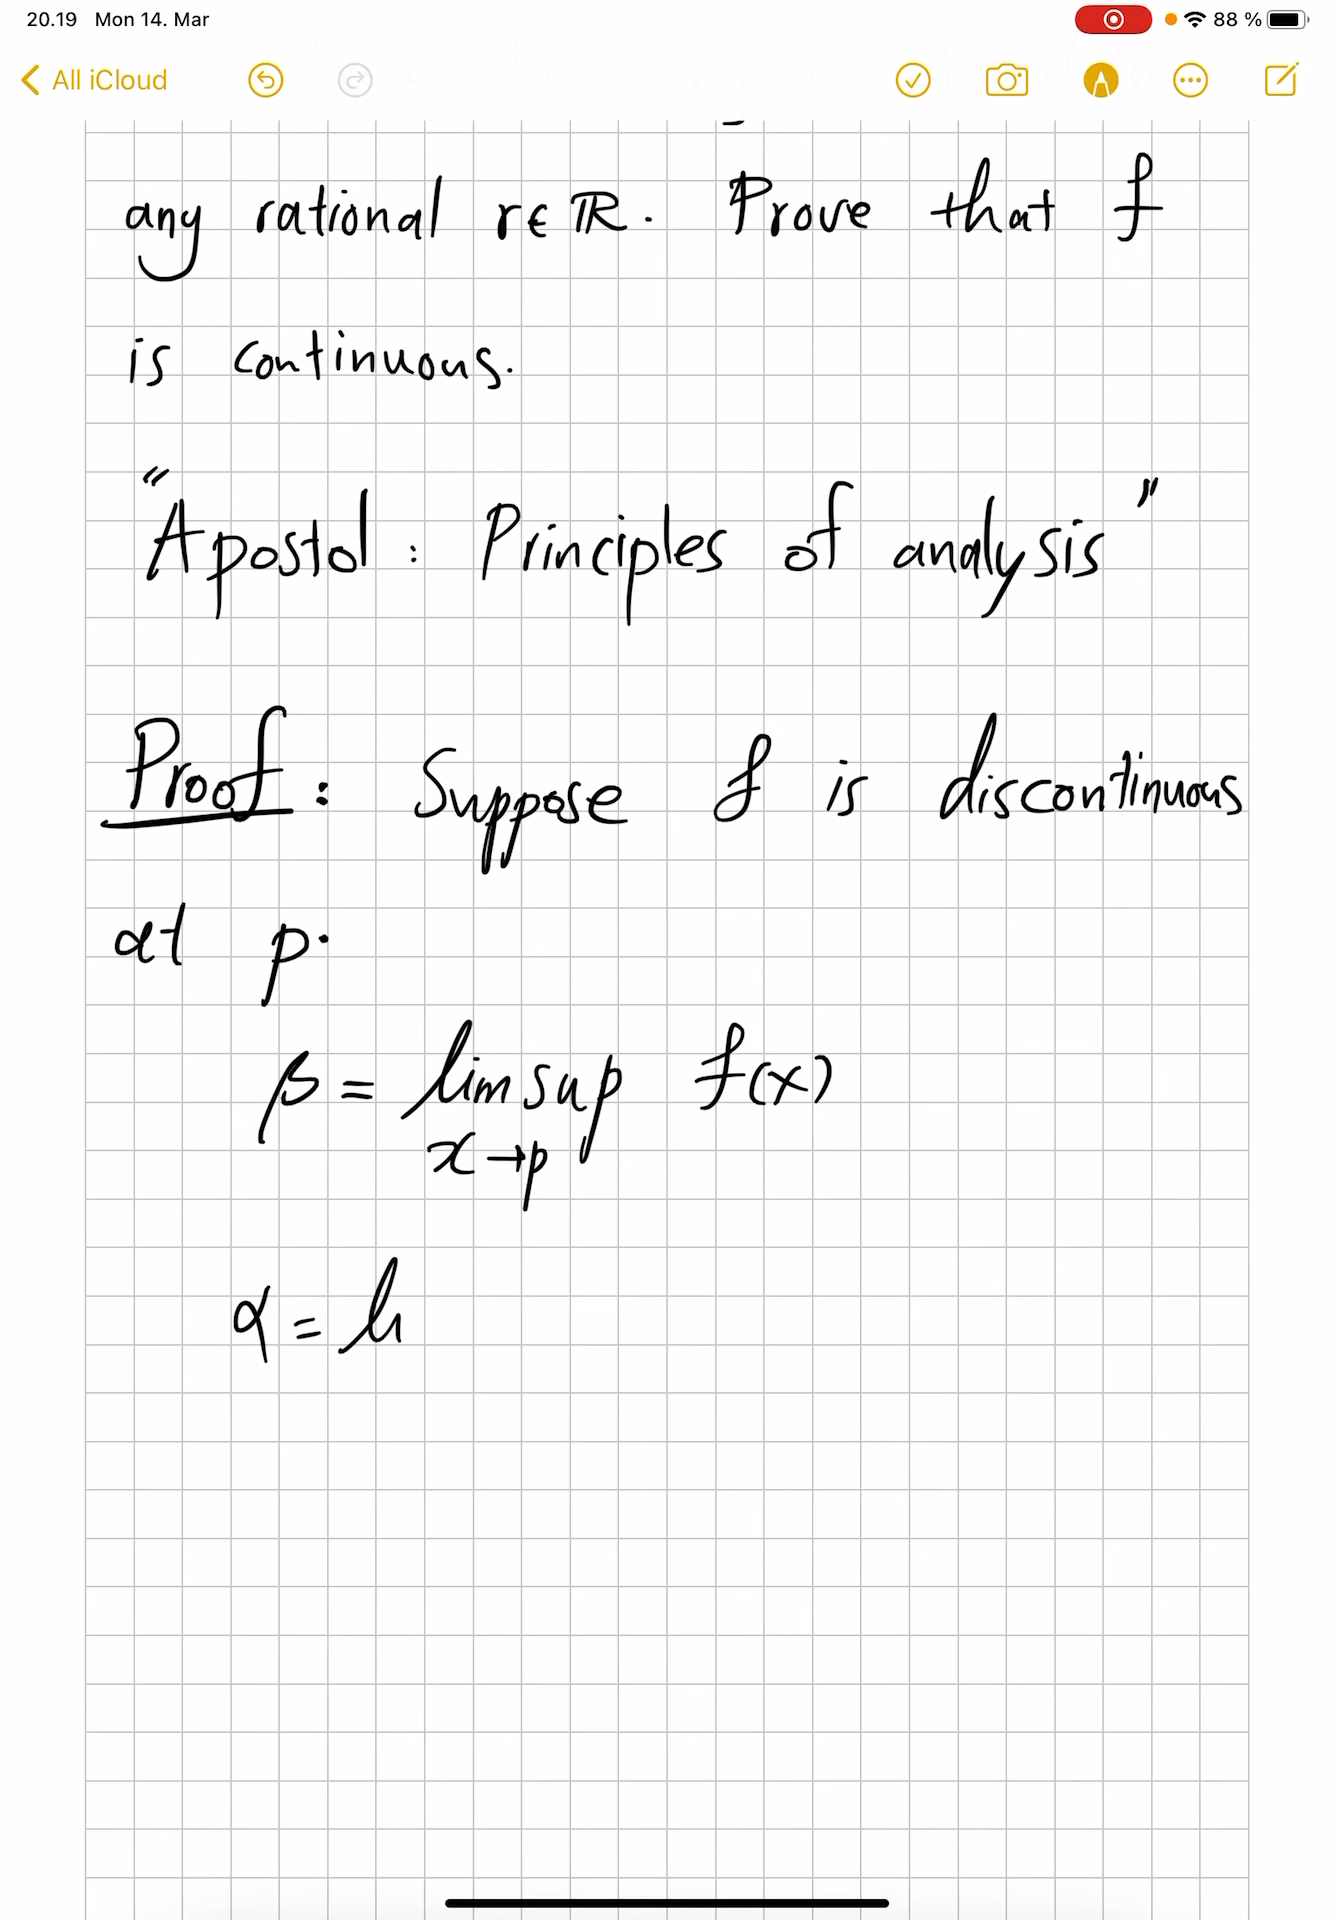 20.19 Mon 14. Mar 88 %
All iCloud
any rational r∈ℝ. Prove that f
is continuous.
"Apostol: Principles of analysis"
Proof: Suppose f is discontinuous
at p.
β = lim sup f(x)
x→p
α = li